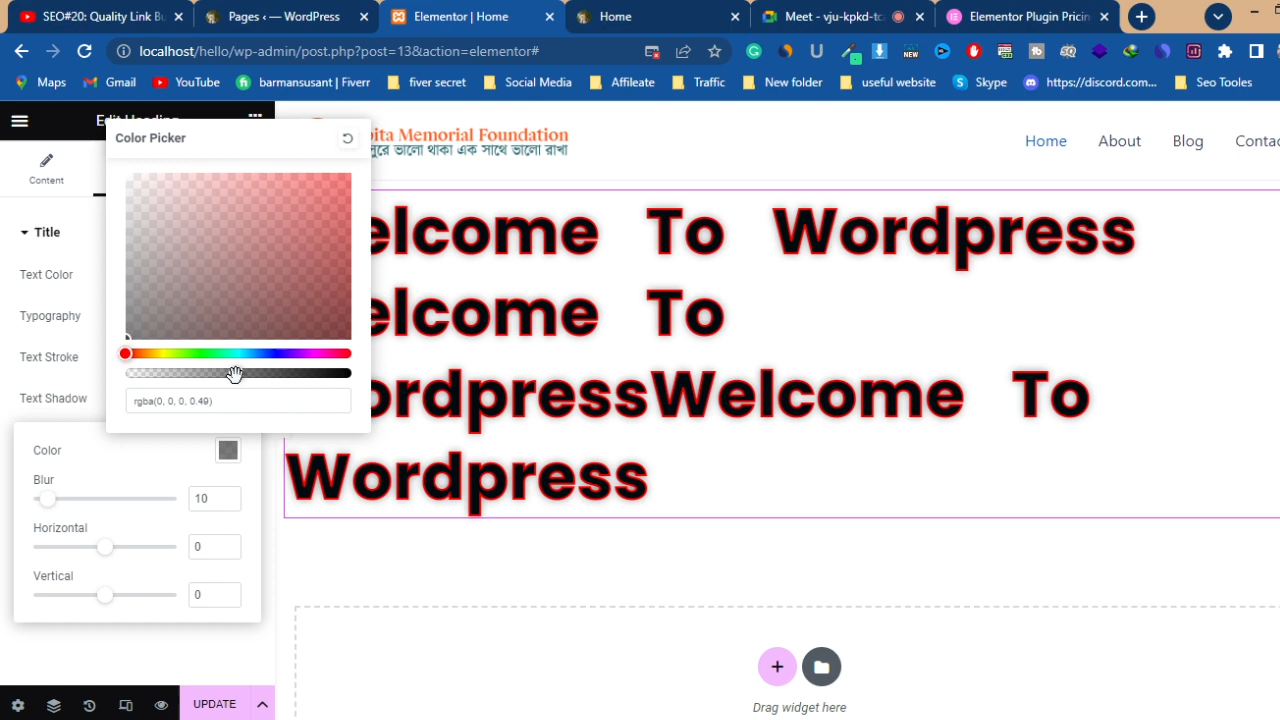 SEO#20: Quality Link Bu
Pages ‹ — WordPress
Elementor | Home
Home
Meet - vju-kpkd-tc
Elementor Plugin Pricin
localhost/hello/wp-admin/post.php?post=13&action=elementor#
Maps
Gmail
YouTube
barmansusant | Fiverr
fiver secret
Social Media
Affileate
Traffic
New folder
useful website
Skype
https://discord.com...
Seo Tooles
Color Picker
Content
ita Memorial Foundation
ভালো থাকা এক সাথে ভালো রাখা
Home
About
Blog
Contac
Title
Text Color
Typography
Text Stroke
Text Shadow
rgba(0, 0, 0, 0.49)
Color
Blur
10
Horizontal
0
Vertical
0
elcome To Wordpress
elcome To
ordpressWelcome To
Wordpress
Drag widget here
UPDATE